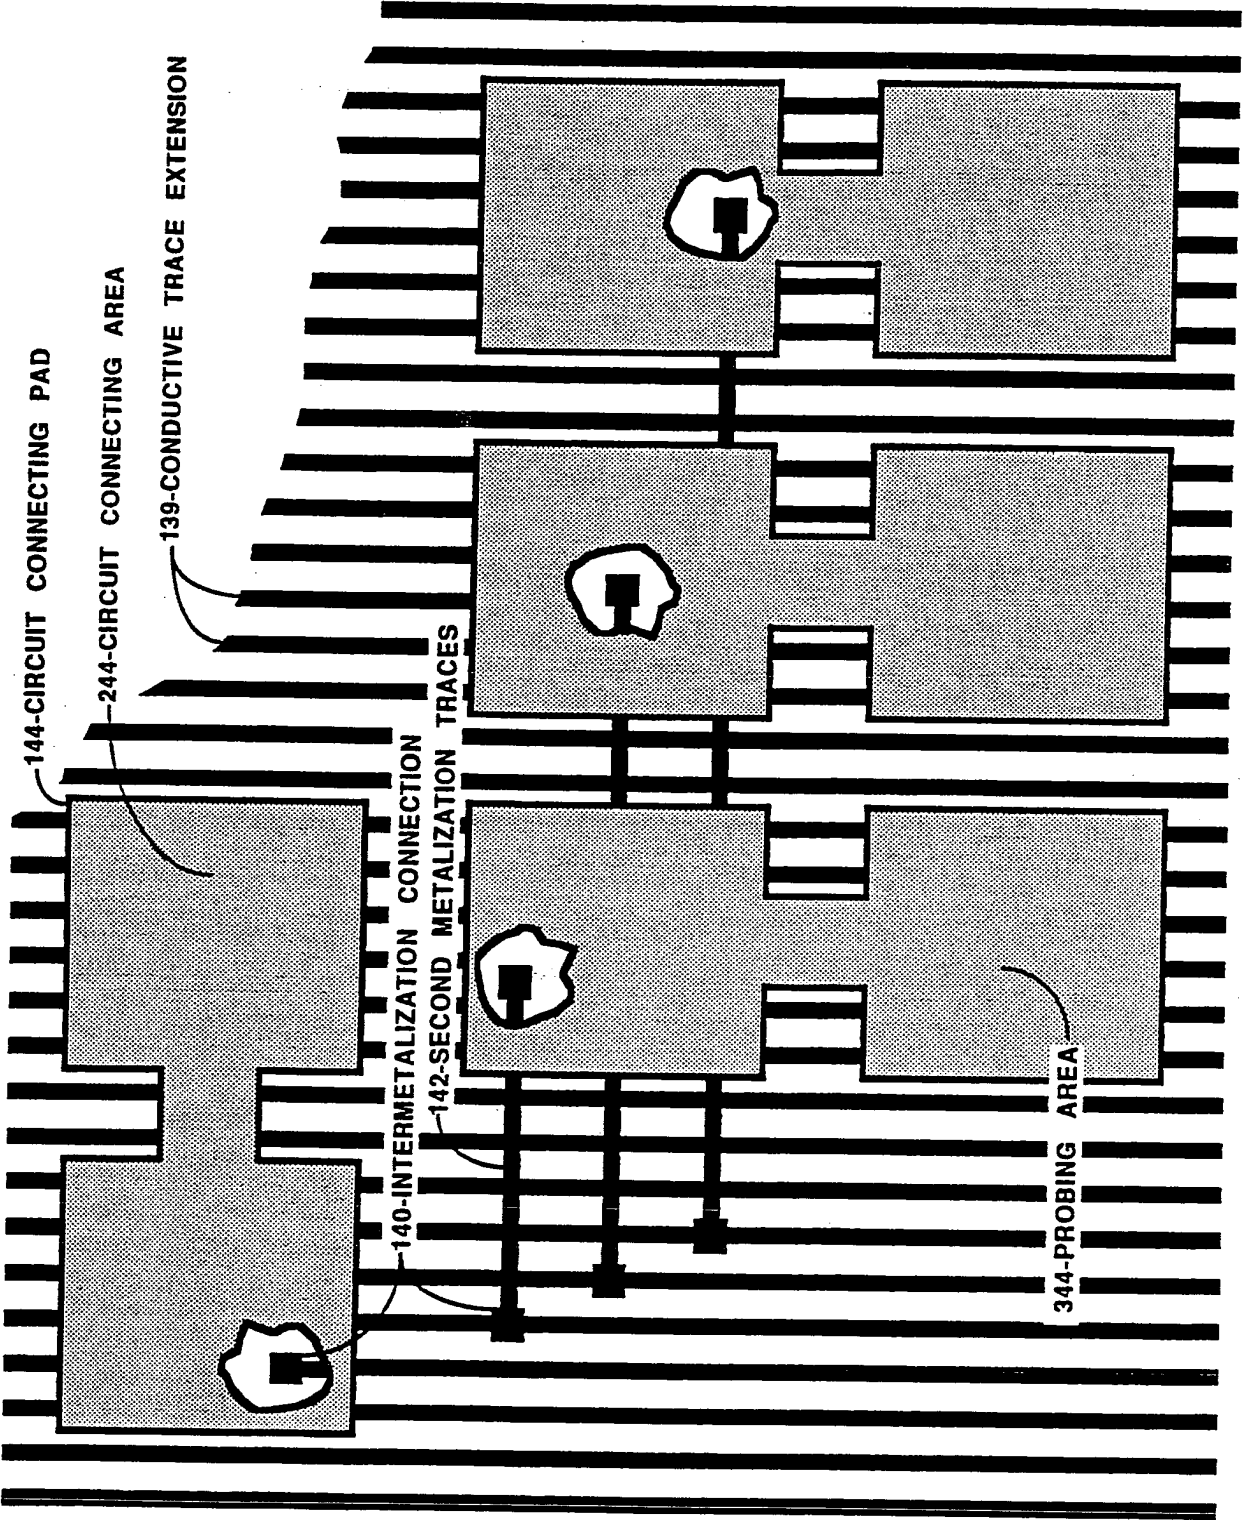 144-CIRCUIT CONNECTING PAD
244-CIRCUIT CONNECTING AREA
139-CONDUCTIVE TRACE EXTENSION
140-INTERMETALIZATION CONNECTION
142-SECOND METALIZATION TRACES
344-PROBING AREA